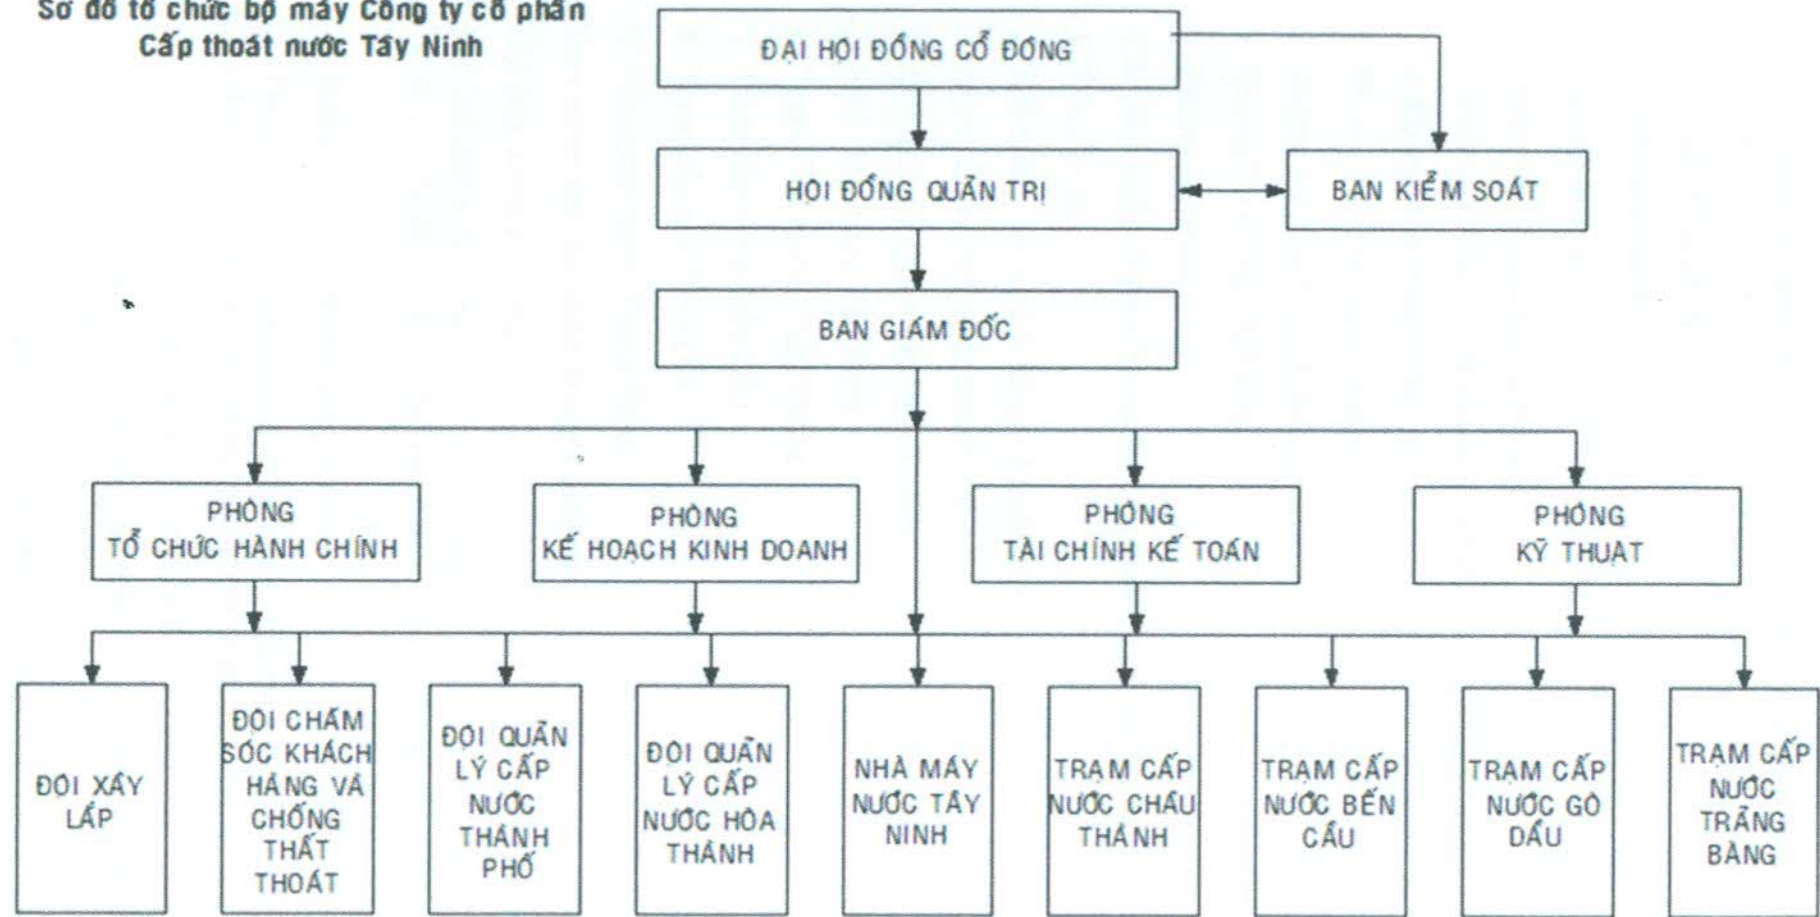 Sơ đồ tổ chức bộ máy Công ty cổ phần
Cấp thoát nước Tây Ninh
ĐẠI HỘI ĐỒNG CỔ ĐÔNG
HỘI ĐỒNG QUẢN TRỊ
BAN KIỂM SOÁT
BAN GIÁM ĐỐC
PHÒNG
TỔ CHỨC HÀNH CHÍNH
PHÒNG
KẾ HOẠCH KINH DOANH
PHÒNG
TÀI CHÍNH KẾ TOÁN
PHÒNG
KỸ THUẬT
ĐỘI XÂY
LẮP
ĐỘI CHĂM
SÓC KHÁCH
HÀNG VÀ
CHỐNG
THẤT
THOÁT
ĐỘI QUẢN
LÝ CẤP
NƯỚC
THÀNH
PHỐ
ĐỘI QUẢN
LÝ CẤP
NƯỚC HÒA
THÀNH
NHÀ MÁY
NƯỚC TÂY
NINH
TRẠM CẤP
NƯỚC CHÂU
THÀNH
TRẠM CẤP
NƯỚC BẾN
CẦU
TRẠM CẤP
NƯỚC GÒ
DẦU
TRẠM CẤP
NƯỚC
TRẢNG
BÀNG